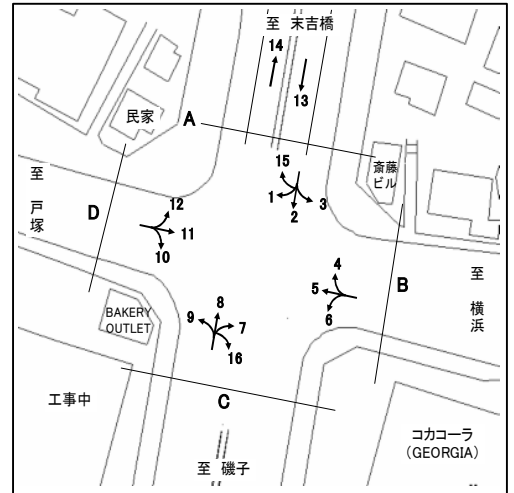 至 末吉橋
14
13
民家
A
15
斎藤
ビル
1
2
3
至 戸塚
D
12
11
10
4
5
6
B
至 横浜
8
9
7
16
BAKERY
OUTLET
C
工事中
コカコーラ
(GEORGIA)
至 磯子